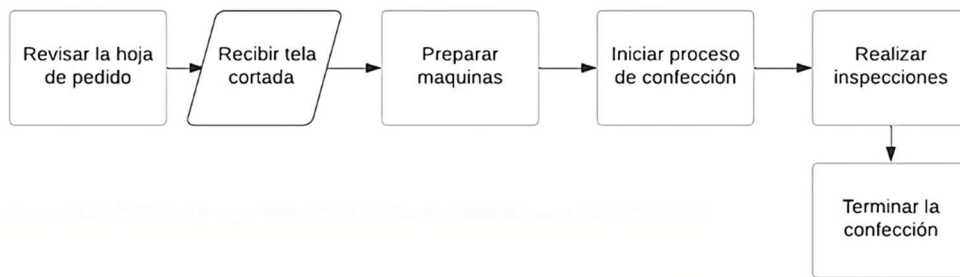 Revisar la hoja
de pedido
Recibir tela
cortada
Preparar
maquinas
Iniciar proceso
de confección
Realizar
inspecciones
Terminar la
confección